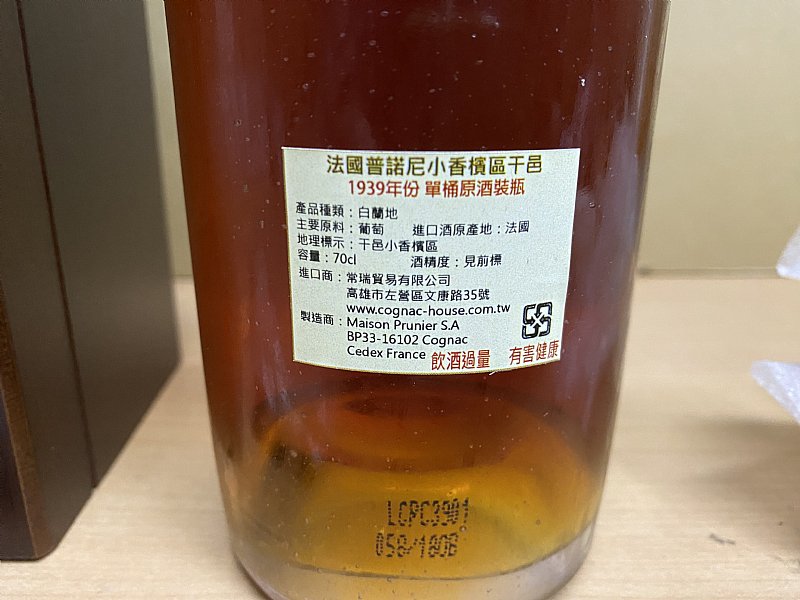 法國普諾尼小香檳區干邑
1939年份 單桶原酒裝瓶
產品種類：白蘭地
主要原料：葡萄 進口酒原產地：法國
地理標示：干邑小香檳區
容量：70cl 酒精度：見前標
進口商：常瑞貿易有限公司
高雄市左營區文康路35號
www.cognac-house.com.tw
製造商：Maison Prunier S.A
BP33-16102 Cognac
Cedex France 飲酒過量 有害健康
LCPC3901
058/180B